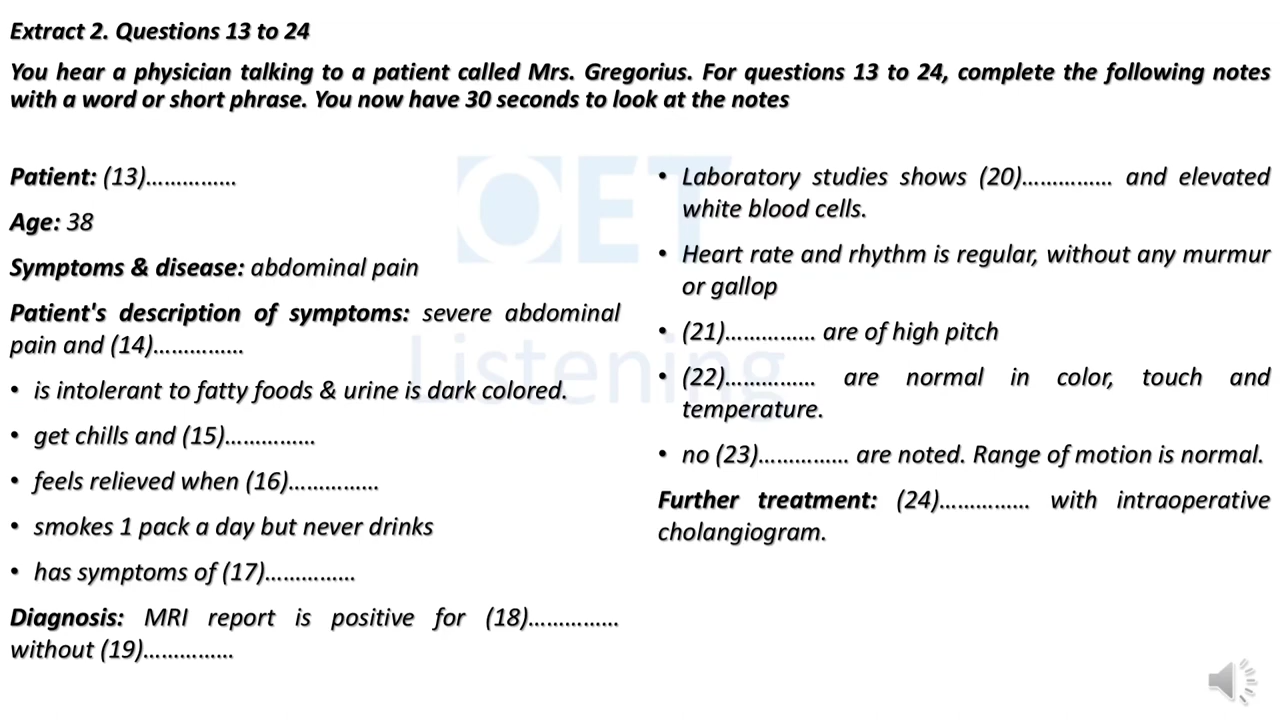 Extract 2. Questions 13 to 24
You hear a physician talking to a patient called Mrs. Gregorius. For questions 13 to 24, complete the following notes
with a word or short phrase. You now have 30 seconds to look at the notes
OET
Listening
Patient: (13)……………
Age: 38
Symptoms & disease: abdominal pain
Patient's description of symptoms: severe abdominal
pain and (14)……………
• is intolerant to fatty foods & urine is dark colored.
• get chills and (15)……………
• feels relieved when (16)……………
• smokes 1 pack a day but never drinks
• has symptoms of (17)……………
Diagnosis: MRI report is positive for (18)……………
without (19)……………
• Laboratory studies shows (20)…………… and elevated
white blood cells.
• Heart rate and rhythm is regular, without any murmur
or gallop
• (21)…………… are of high pitch
• (22)…………… are normal in color, touch and
temperature.
• no (23)…………… are noted. Range of motion is normal.
Further treatment: (24)…………… with intraoperative
cholangiogram.